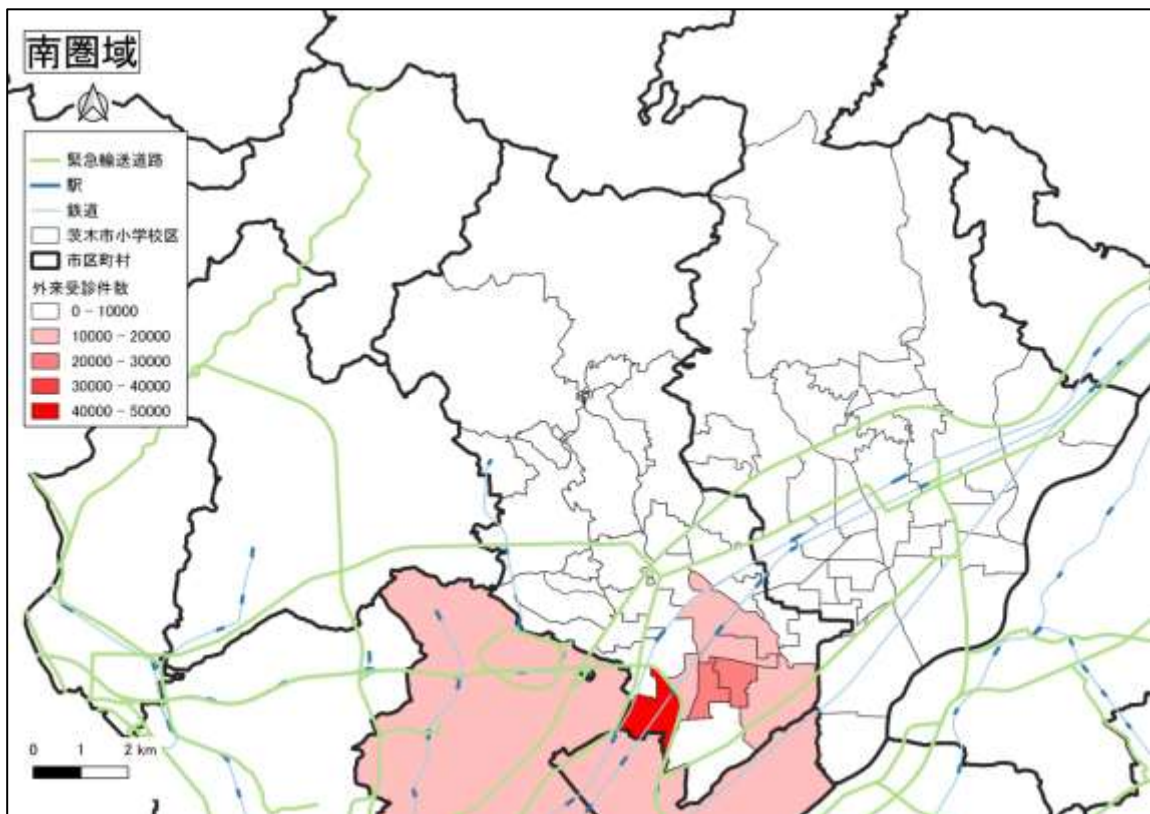 南圏域
緊急輸送道路
駅
鉄道
茨木市小学校区
市区町村
外来受診件数
0 - 10000
10000 - 20000
20000 - 30000
30000 - 40000
40000 - 50000
0 1 2 km